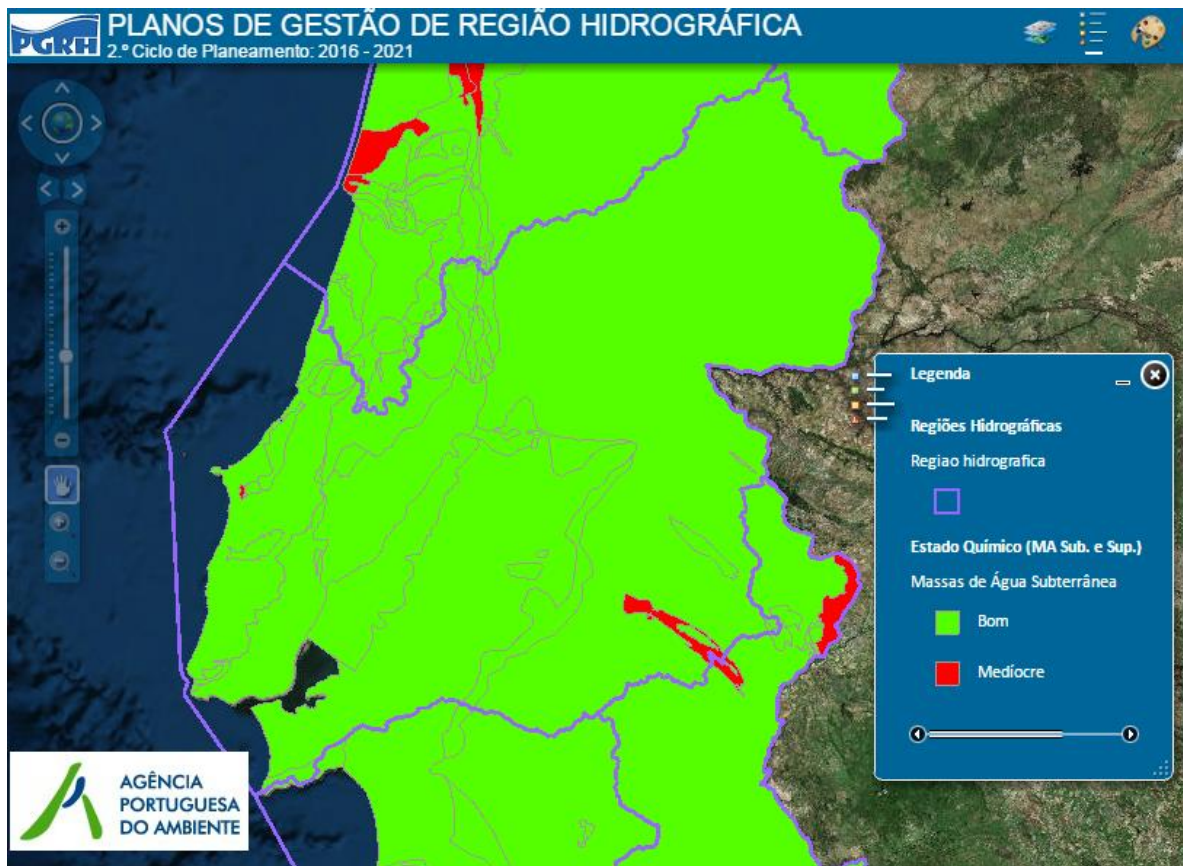 PGRH
PLANOS DE GESTÃO DE REGIÃO HIDROGRÁFICA
2.º Ciclo de Planeamento: 2016 - 2021
Legenda
Regiões Hidrográficas
Regiao hidrografica
Estado Químico (MA Sub. e Sup.)
Massas de Água Subterrânea
Bom
Medíocre
AGÊNCIA
PORTUGUESA
DO AMBIENTE